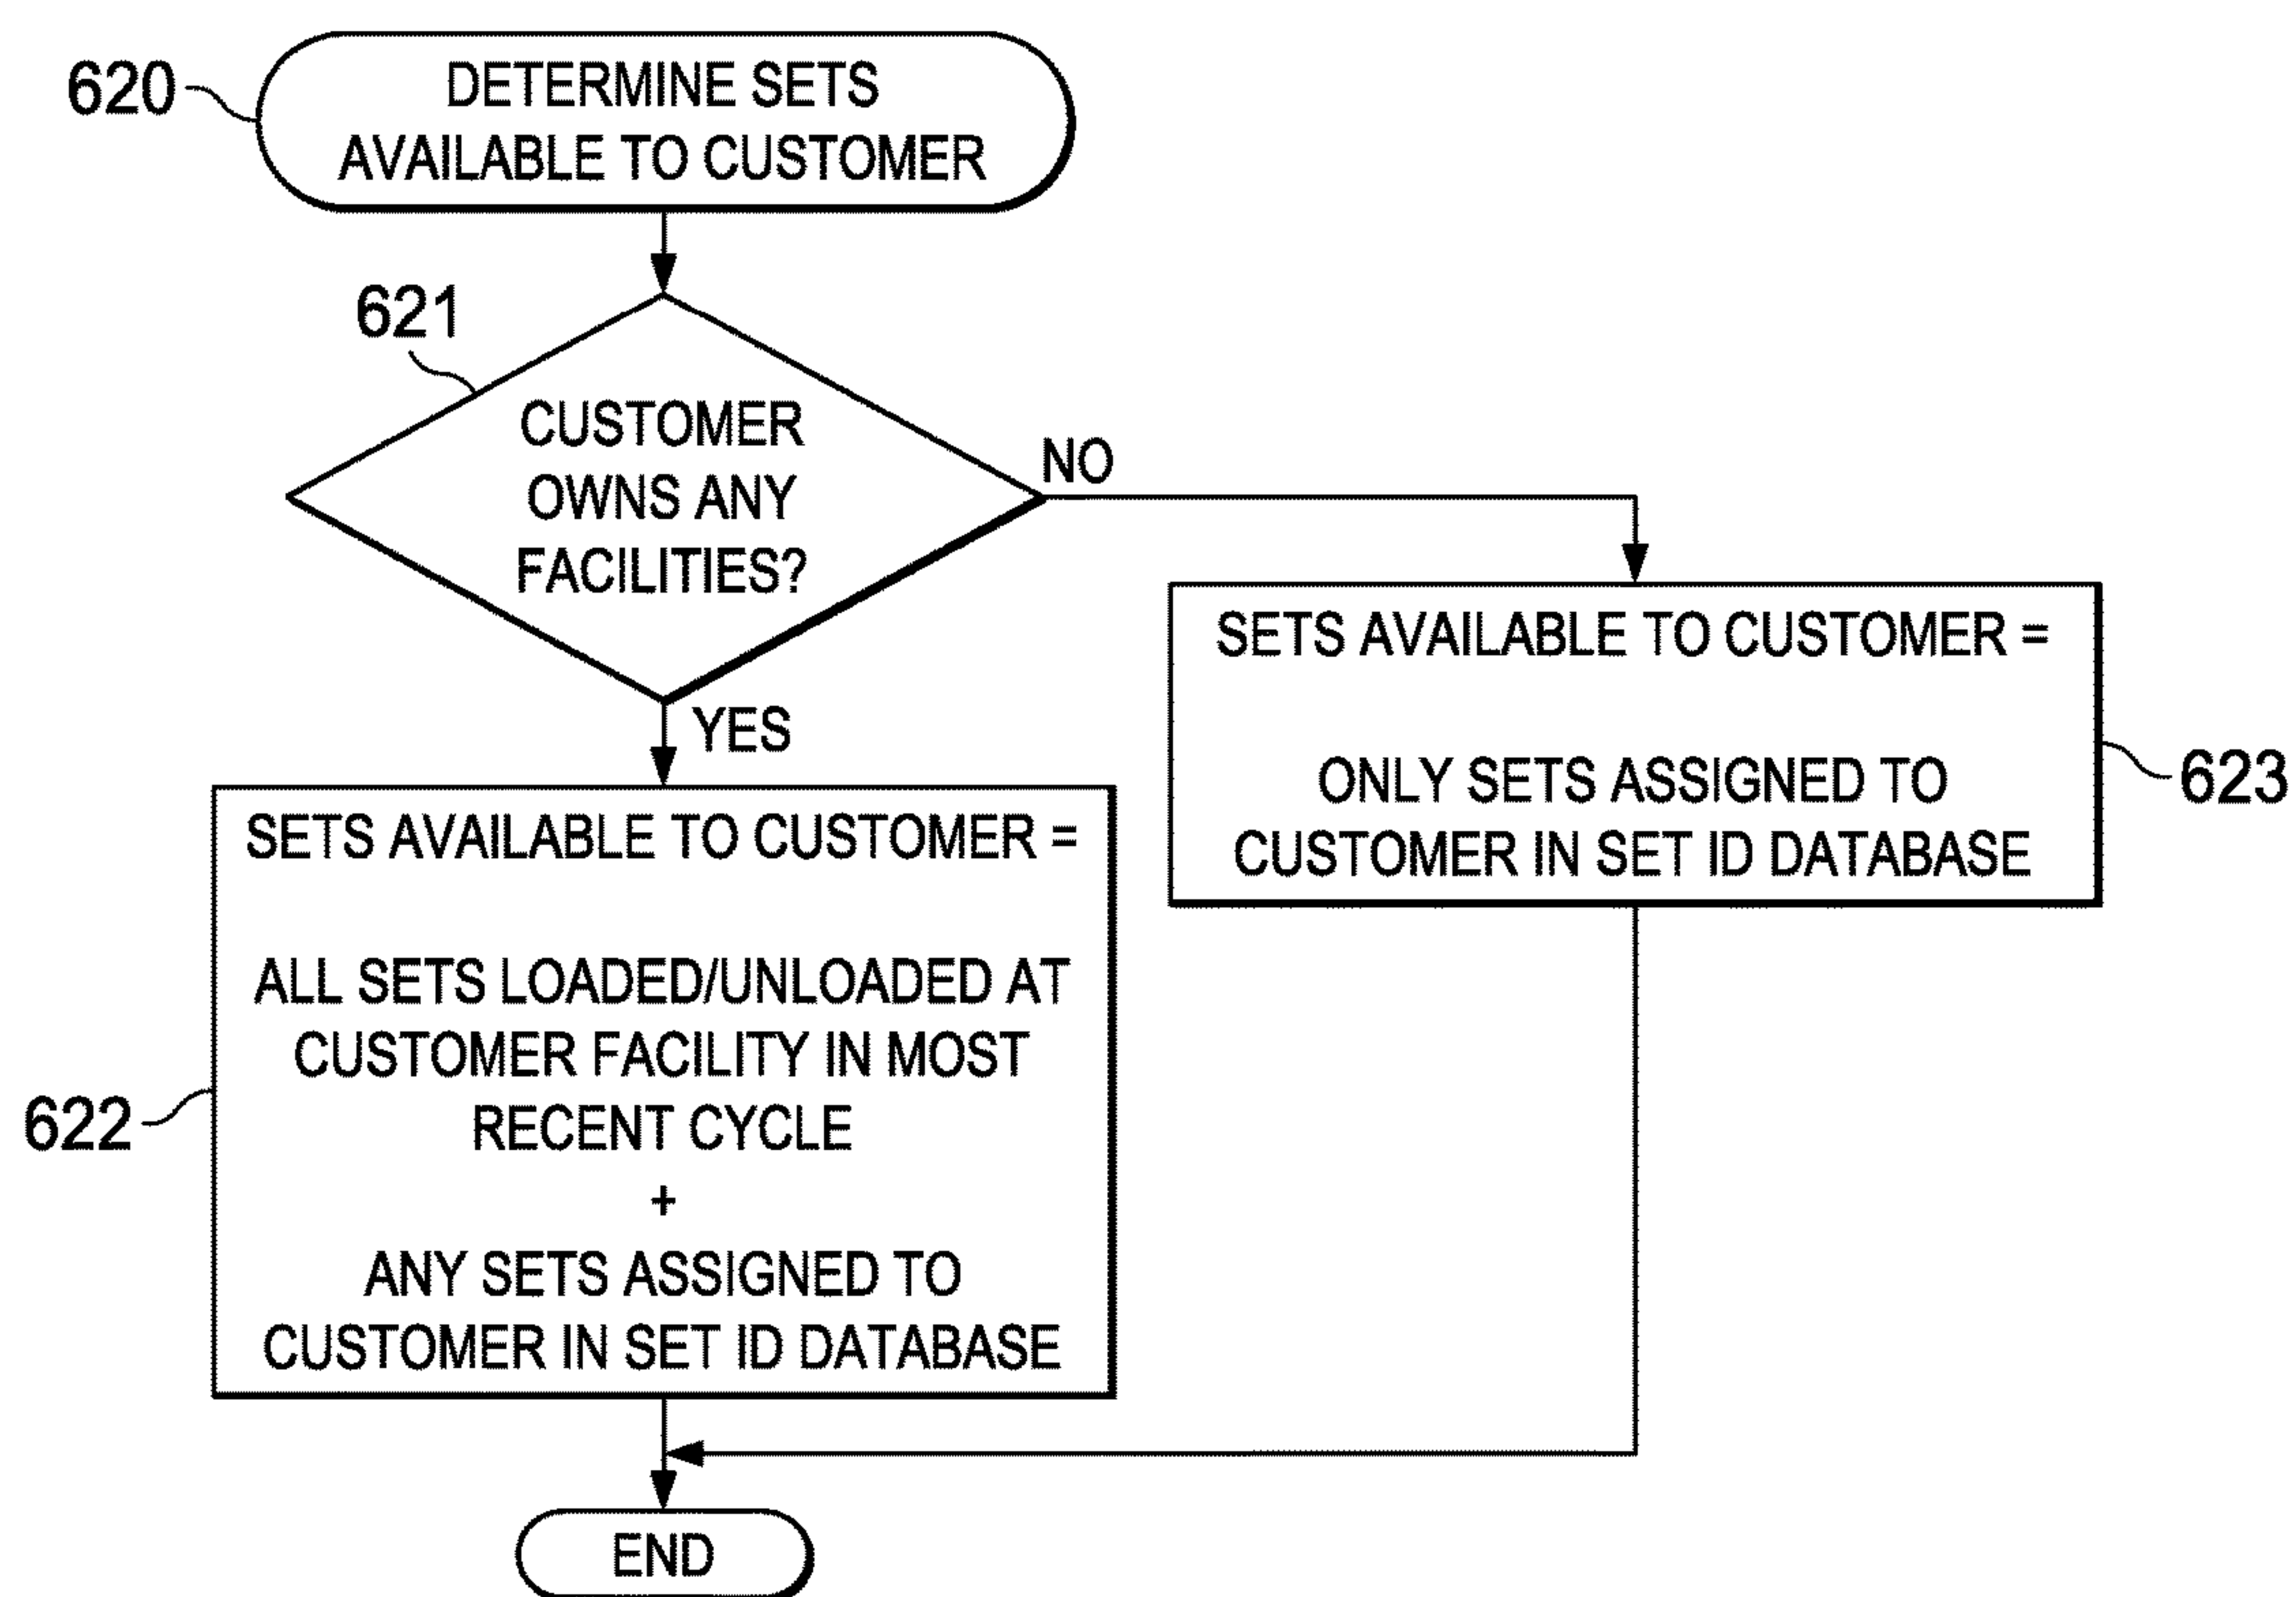 620
DETERMINE SETS
AVAILABLE TO CUSTOMER
621
CUSTOMER
OWNS ANY
FACILITIES?
NO
YES
SETS AVAILABLE TO CUSTOMER =
ONLY SETS ASSIGNED TO
CUSTOMER IN SET ID DATABASE
623
SETS AVAILABLE TO CUSTOMER =
ALL SETS LOADED/UNLOADED AT
CUSTOMER FACILITY IN MOST
RECENT CYCLE
+
ANY SETS ASSIGNED TO
CUSTOMER IN SET ID DATABASE
622
END